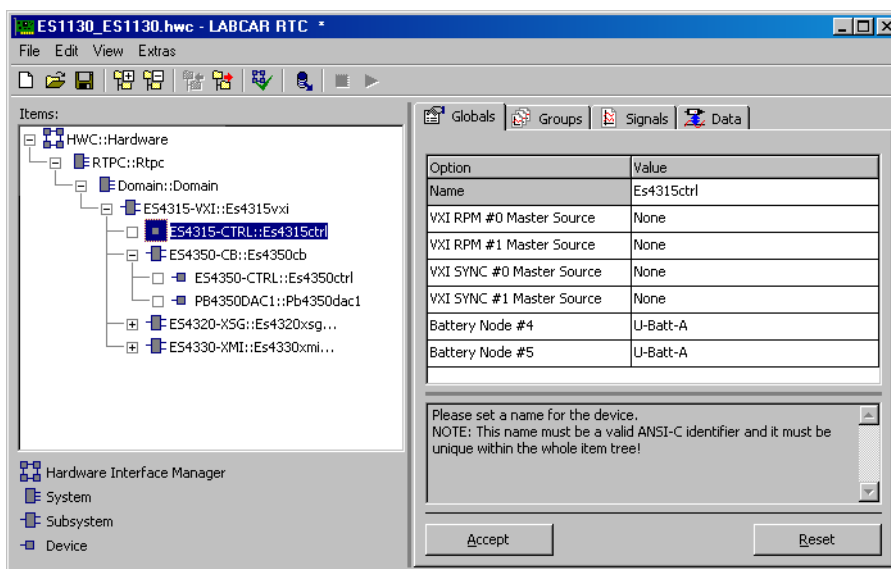 ES1130_ES1130.hwc - LABCAR RTC *
File Edit View Extras
Items:
HWC::Hardware
RTPC::Rtpc
Domain::Domain
ES4315-VXI::Es4315vxi
ES4315-CTRL::Es4315ctrl
ES4350-CB::Es4350cb
ES4350-CTRL::Es4350ctrl
PB4350DAC1::Pb4350dac1
ES4320-XSG::Es4320xsg...
ES4330-XMI::Es4330xmi...
Hardware Interface Manager
System
Subsystem
Device
Globals Groups Signals Data
Option Value
Name Es4315ctrl
VXI RPM #0 Master Source None
VXI RPM #1 Master Source None
VXI SYNC #0 Master Source None
VXI SYNC #1 Master Source None
Battery Node #4 U-Batt-A
Battery Node #5 U-Batt-A
Please set a name for the device.
NOTE: This name must be a valid ANSI-C identifier and it must be
unique within the whole item tree!
Accept Reset